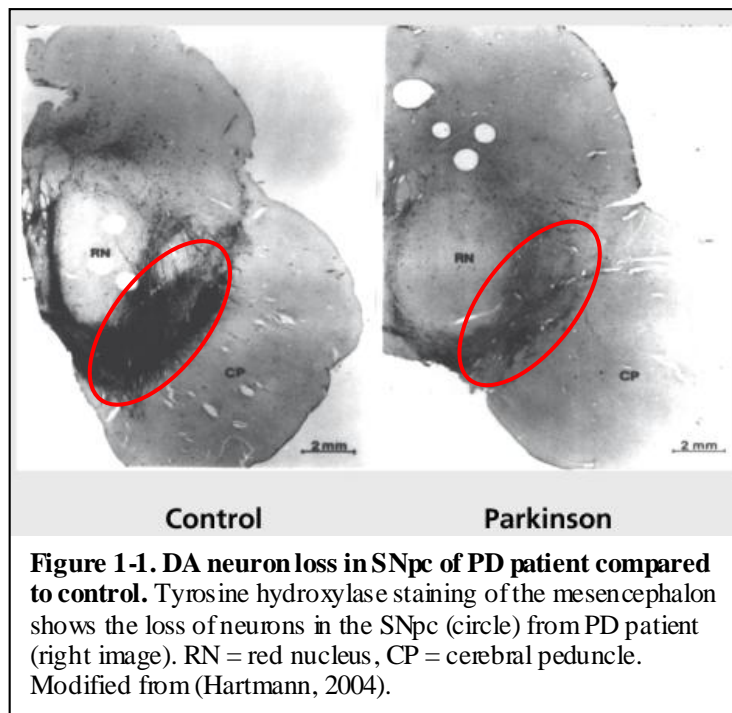 RN
CP
2 mm
RN
CP
2 mm
Control
Parkinson
Figure 1-1. DA neuron loss in SNpc of PD patient compared
to control. Tyrosine hydroxylase staining of the mesencephalon
shows the loss of neurons in the SNpc (circle) from PD patient
(right image). RN = red nucleus, CP = cerebral peduncle.
Modified from (Hartmann, 2004).